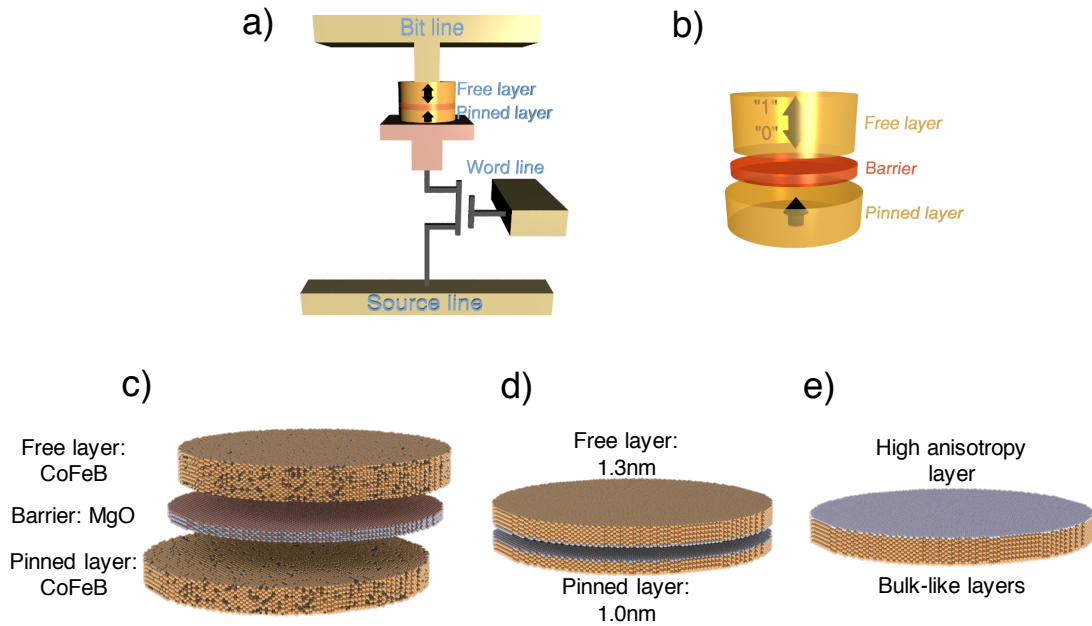 a)
Bit line
Free layer
Pinned layer
Word line
Source line
b)
"1"
"0"
Free layer
Barrier
Pinned layer
c)
Free layer:
CoFeB
Barrier: MgO
Pinned layer:
CoFeB
d)
Free layer:
1.3nm
Pinned layer:
1.0nm
e)
High anisotropy
layer
Bulk-like layers